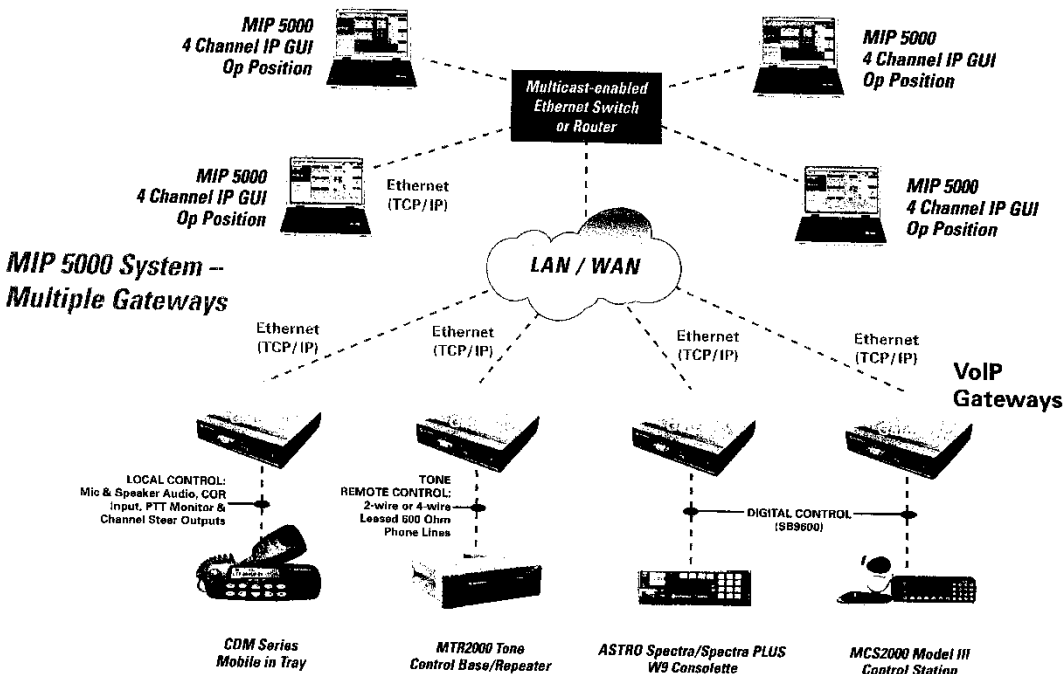 MIP 5000
4 Channel IP GUI
Op Position
MIP 5000
4 Channel IP GUI
Op Position
Multicast-enabled
Ethernet Switch
or Router
MIP 5000
4 Channel IP GUI
Op Position
Ethernet
(TCP/IP)
MIP 5000
4 Channel IP GUI
Op Position
LAN / WAN
MIP 5000 System –
Multiple Gateways
Ethernet
(TCP/IP)
Ethernet
(TCP/IP)
Ethernet
(TCP/IP)
Ethernet
(TCP/IP)
VoIP
Gateways
LOCAL CONTROL:
Mic & Speaker Audio, COR
Input, PTT Monitor &
Channel Steer Outputs
TONE
REMOTE CONTROL:
2-wire or 4-wire
Leased 600 Ohm
Phone Lines
DIGITAL CONTROL
(SB9600)
CDM Series
Mobile in Tray
MTR2000 Tone
Control Base/Repeater
ASTRO Spectra/Spectra PLUS
W9 Consolette
MCS2000 Model III
Control Station